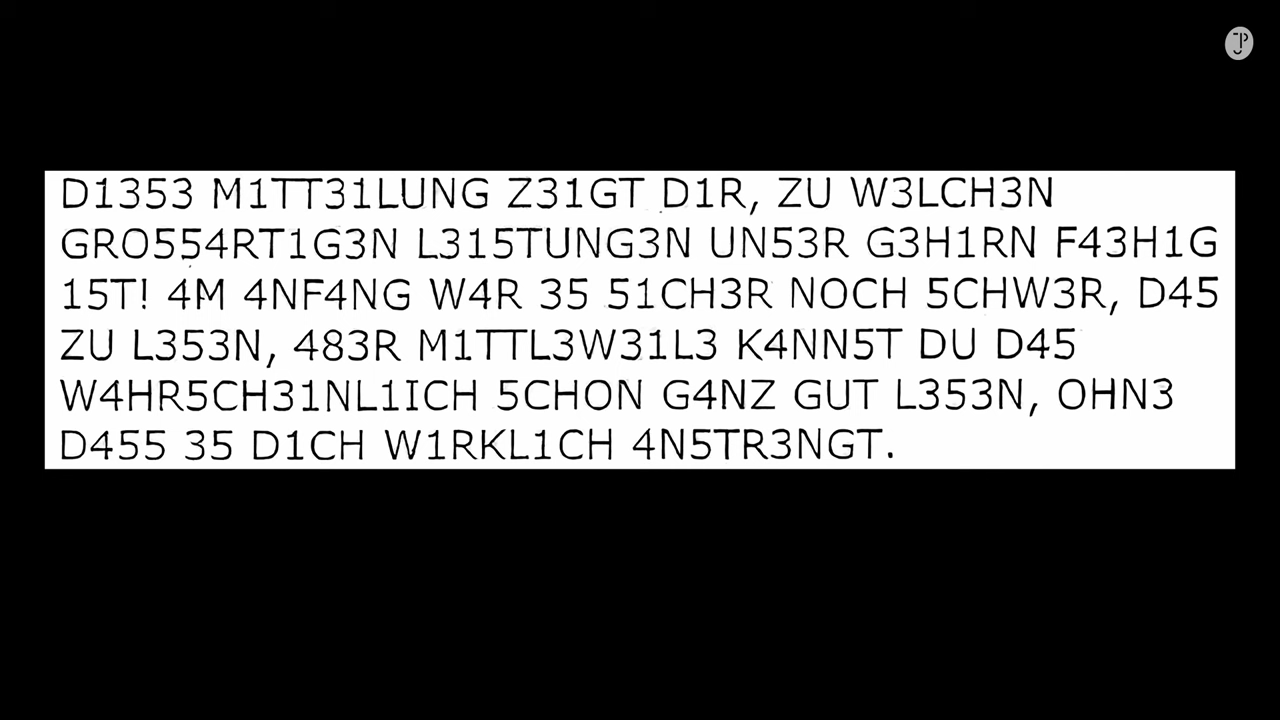 D1353 M1TT31LUNG Z31GT D1R, ZU W3LCH3N
GRO554RT1G3N L315TUNG3N UN53R G3H1RN F43H1G
15T! 4M 4NF4NG W4R 35 51CH3R NOCH 5CHW3R, D45
ZU L353N, 483R M1TTL3W31L3 K4NN5T DU D45
W4HR5CH31NL1ICH 5CHON G4NZ GUT L353N, OHN3
D455 35 D1CH W1RKL1CH 4N5TR3NGT.